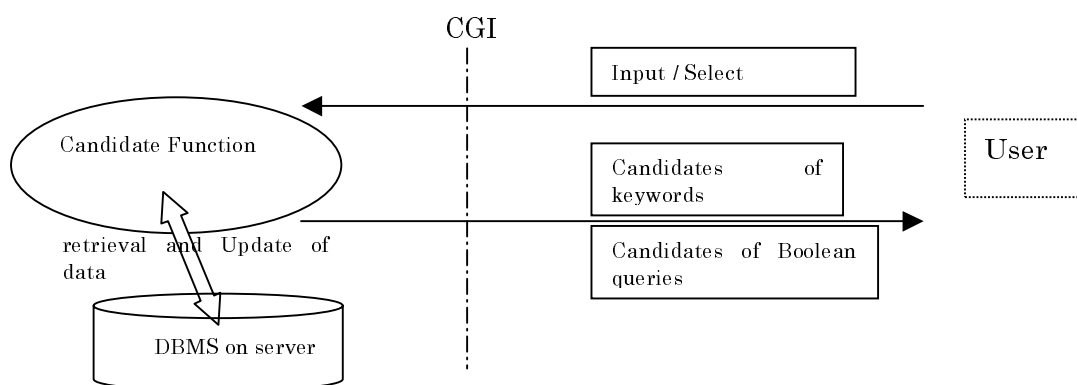 CGI
Input / Select
Candidate Function
User
Candidates of
keywords
retrieval and Update of
data
Candidates of Boolean
queries
DBMS on server